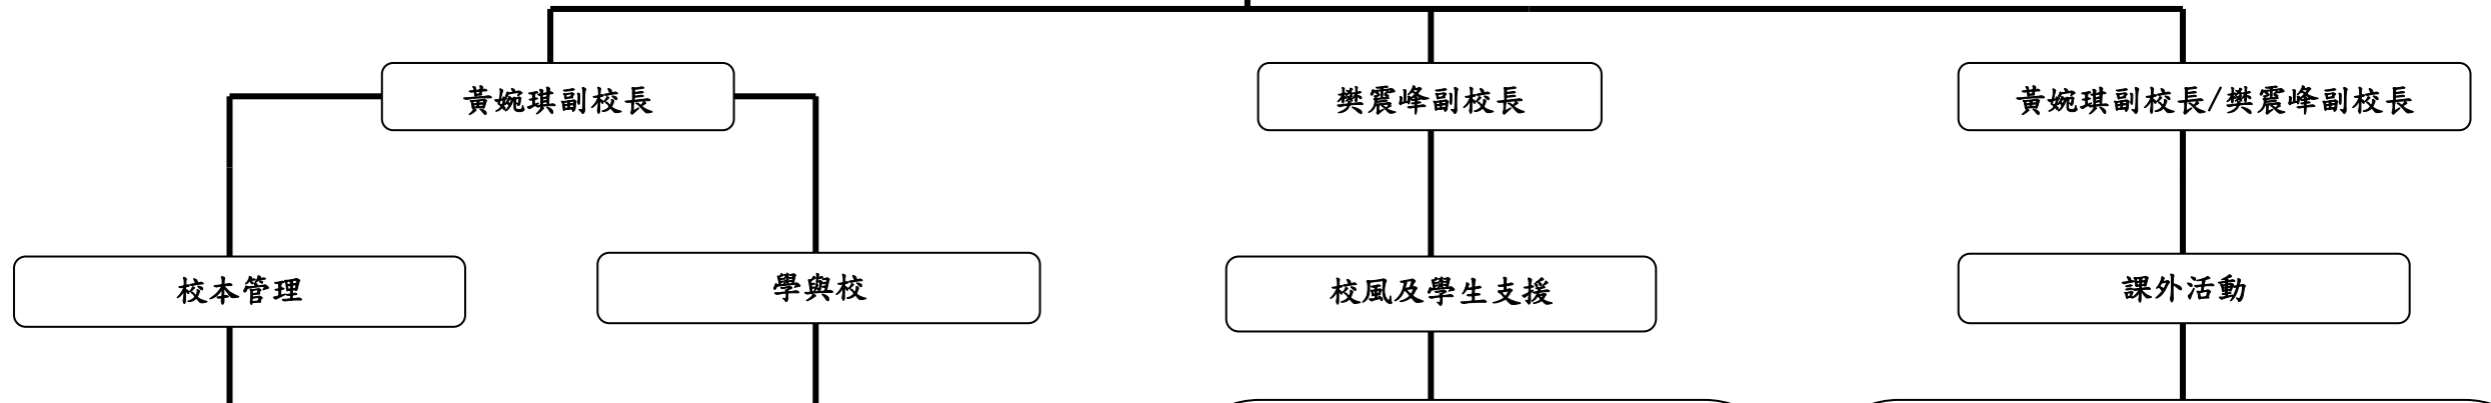 黃婉琪副校長
樊震峰副校長
黃婉琪副校長/樊震峰副校長
校本管理
學與校
校風及學生支援
課外活動